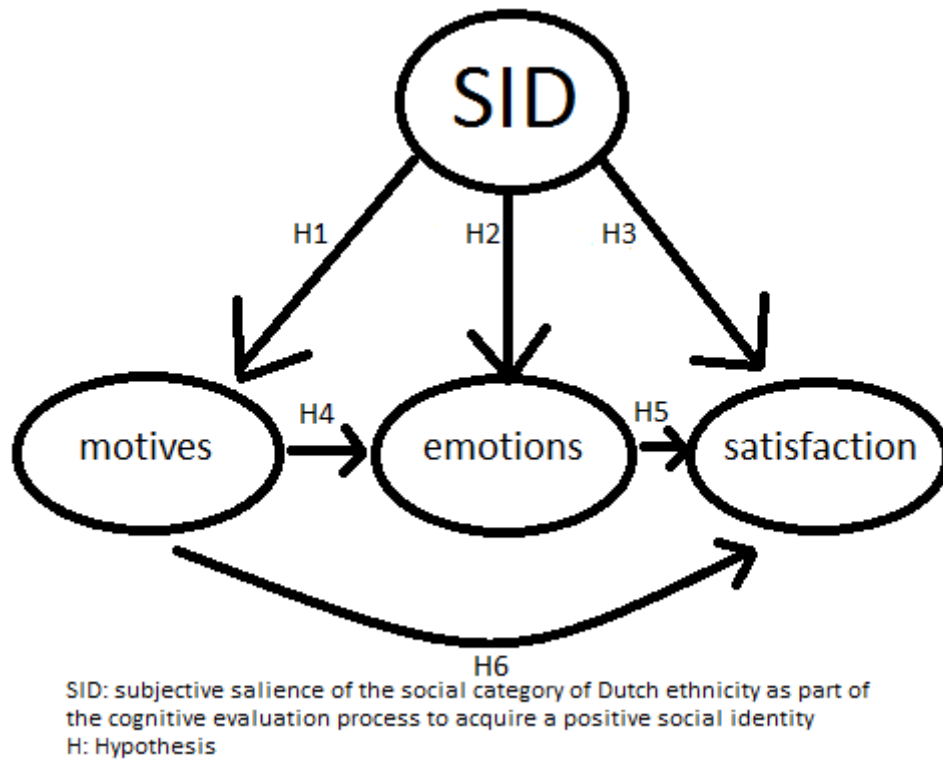 SID
H1
H2
H3
motives
H4
emotions
H5
satisfaction
H6
SID: subjective salience of the social category of Dutch ethnicity as part of
the cognitive evaluation process to acquire a positive social identity
H: Hypothesis